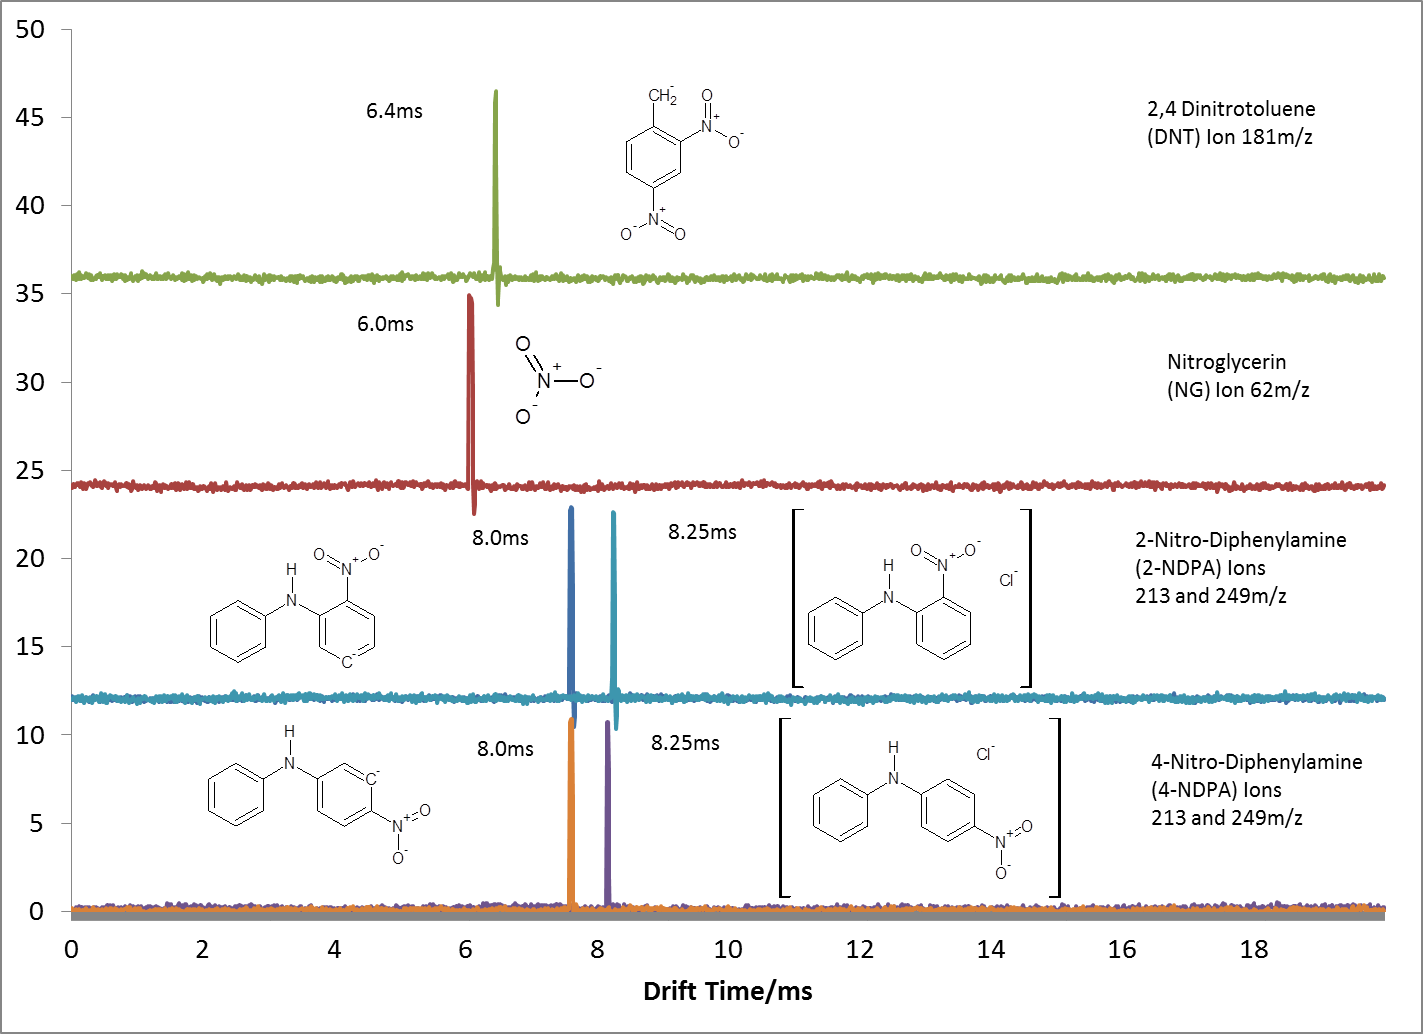 50
45
40
35
30
25
20
15
10
5
0
6.4ms
CH2-
O
N+
O-
N+
O-
O
2,4 Dinitrotoluene
(DNT) Ion 181m/z
6.0ms
O
N+
O-
O-
Nitroglycerin
(NG) Ion 62m/z
8.0ms
8.25ms
O
N+
O-
H
N
C-
O
N+
O-
H
N
Cl-
2-Nitro-Diphenylamine
(2-NDPA) Ions
213 and 249m/z
8.0ms
8.25ms
H
N
C-
N+
O
O-
H
N
Cl-
N+
O
O-
4-Nitro-Diphenylamine
(4-NDPA) Ions
213 and 249m/z
0 2 4 6 8 10 12 14 16 18
Drift Time/ms